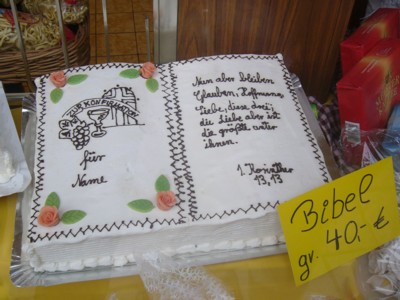 ZUR KONFIRMATION
für
Name
Nun aber bleiben
Glauben, Hoffnung,
Liebe, diese drei;
die Liebe aber ist
die größte unter
ihnen.
1. Korinther
13,13
Bibel
gr. 40,- €